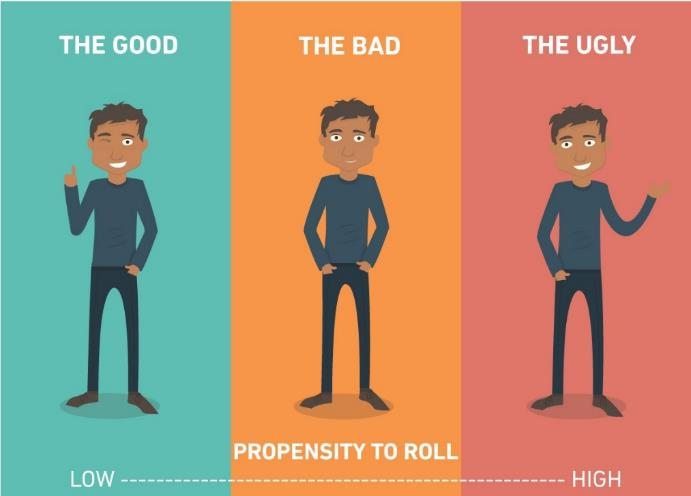 THE GOOD
THE BAD
THE UGLY
PROPENSITY TO ROLL
LOW
HIGH